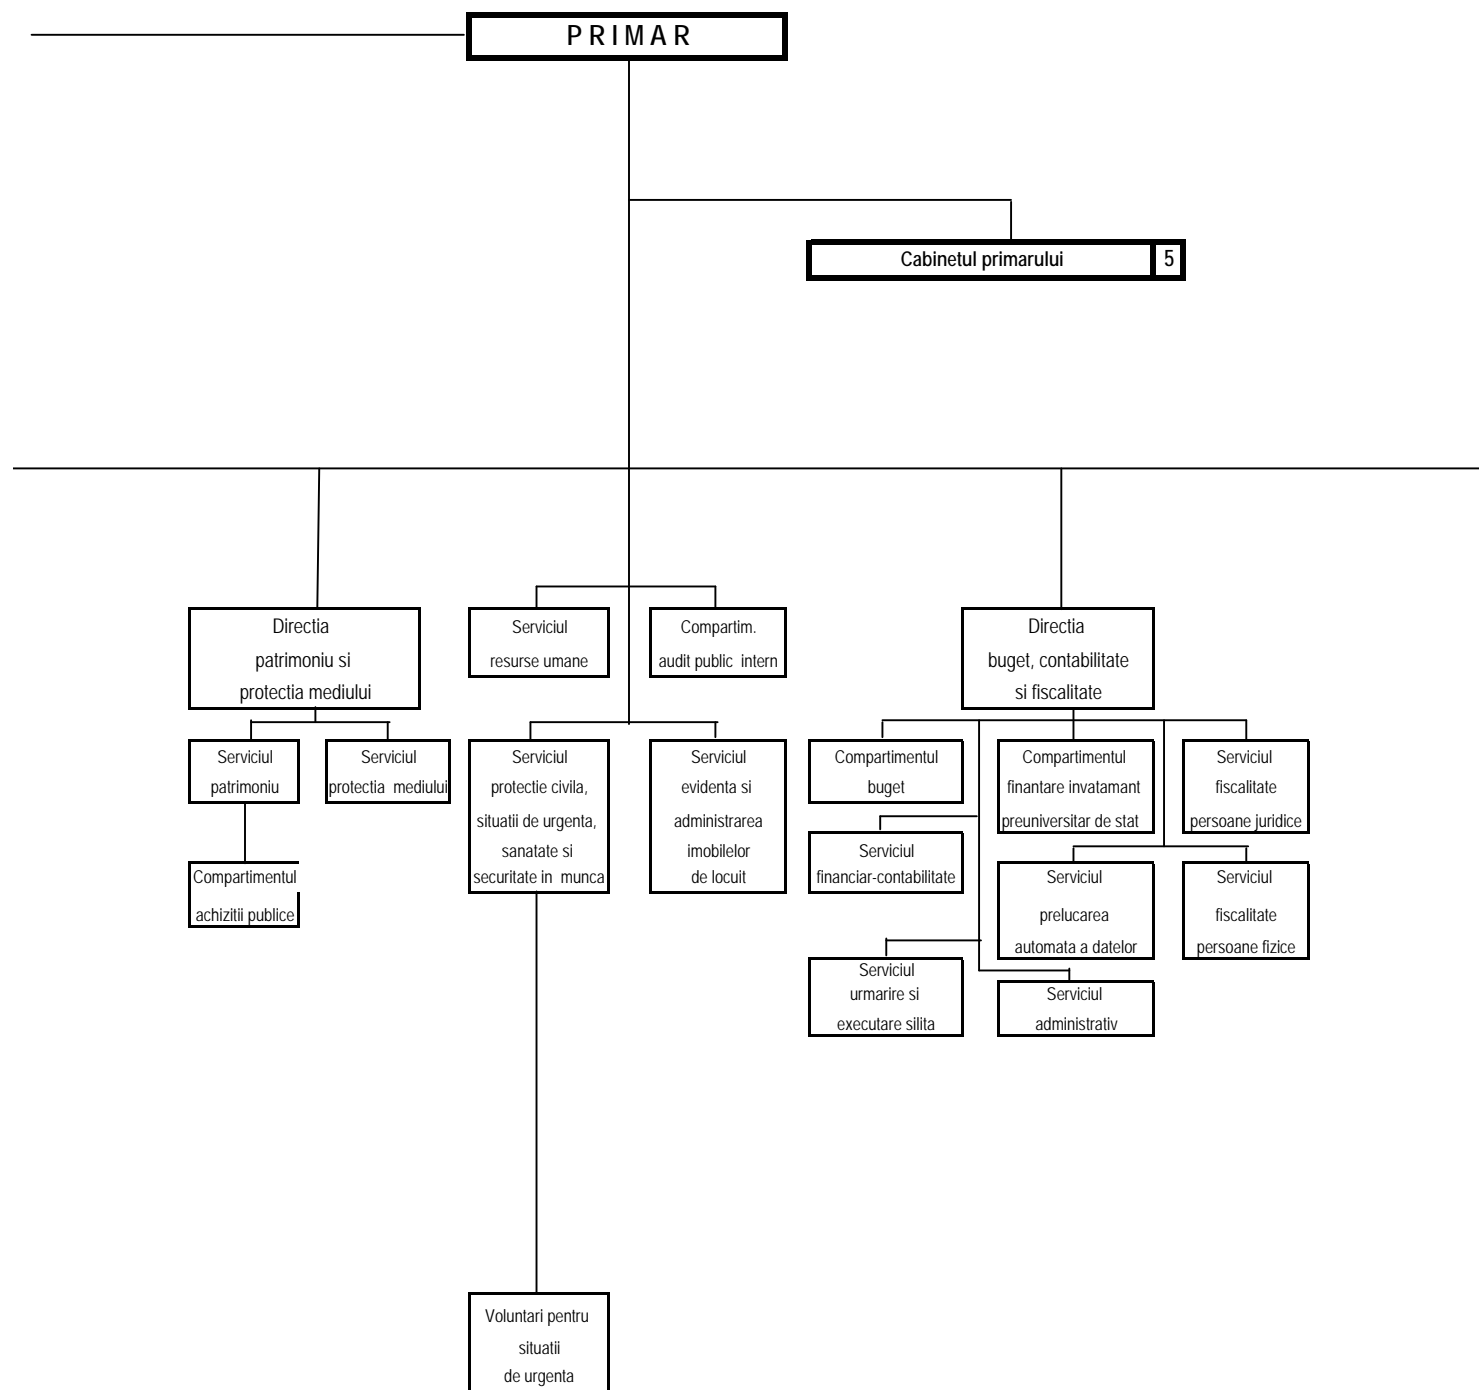 PRIMAR
Cabinetul primarului 5
Directia
patrimoniu si
protectia mediului
Serviciul
resurse umane
Compartim.
audit public intern
Directia
buget, contabilitate
si fiscalitate
Serviciul
patrimoniu
Serviciul
protectia mediului
Serviciul
protectie civila,
situatii de urgenta,
sanatate si
securitate in munca
Serviciul
evidenta si
administrarea
imobilelor
de locuit
Compartimentul
buget
Compartimentul
finantare invatamant
preuniversitar de stat
Serviciul
fiscalitate
persoane juridice
Compartimentul
achizitii publice
Serviciul
financiar-contabilitate
Serviciul
prelucarea
automata a datelor
Serviciul
fiscalitate
persoane fizice
Serviciul
urmarire si
executare silita
Serviciul
administrativ
Voluntari pentru
situatii
de urgenta